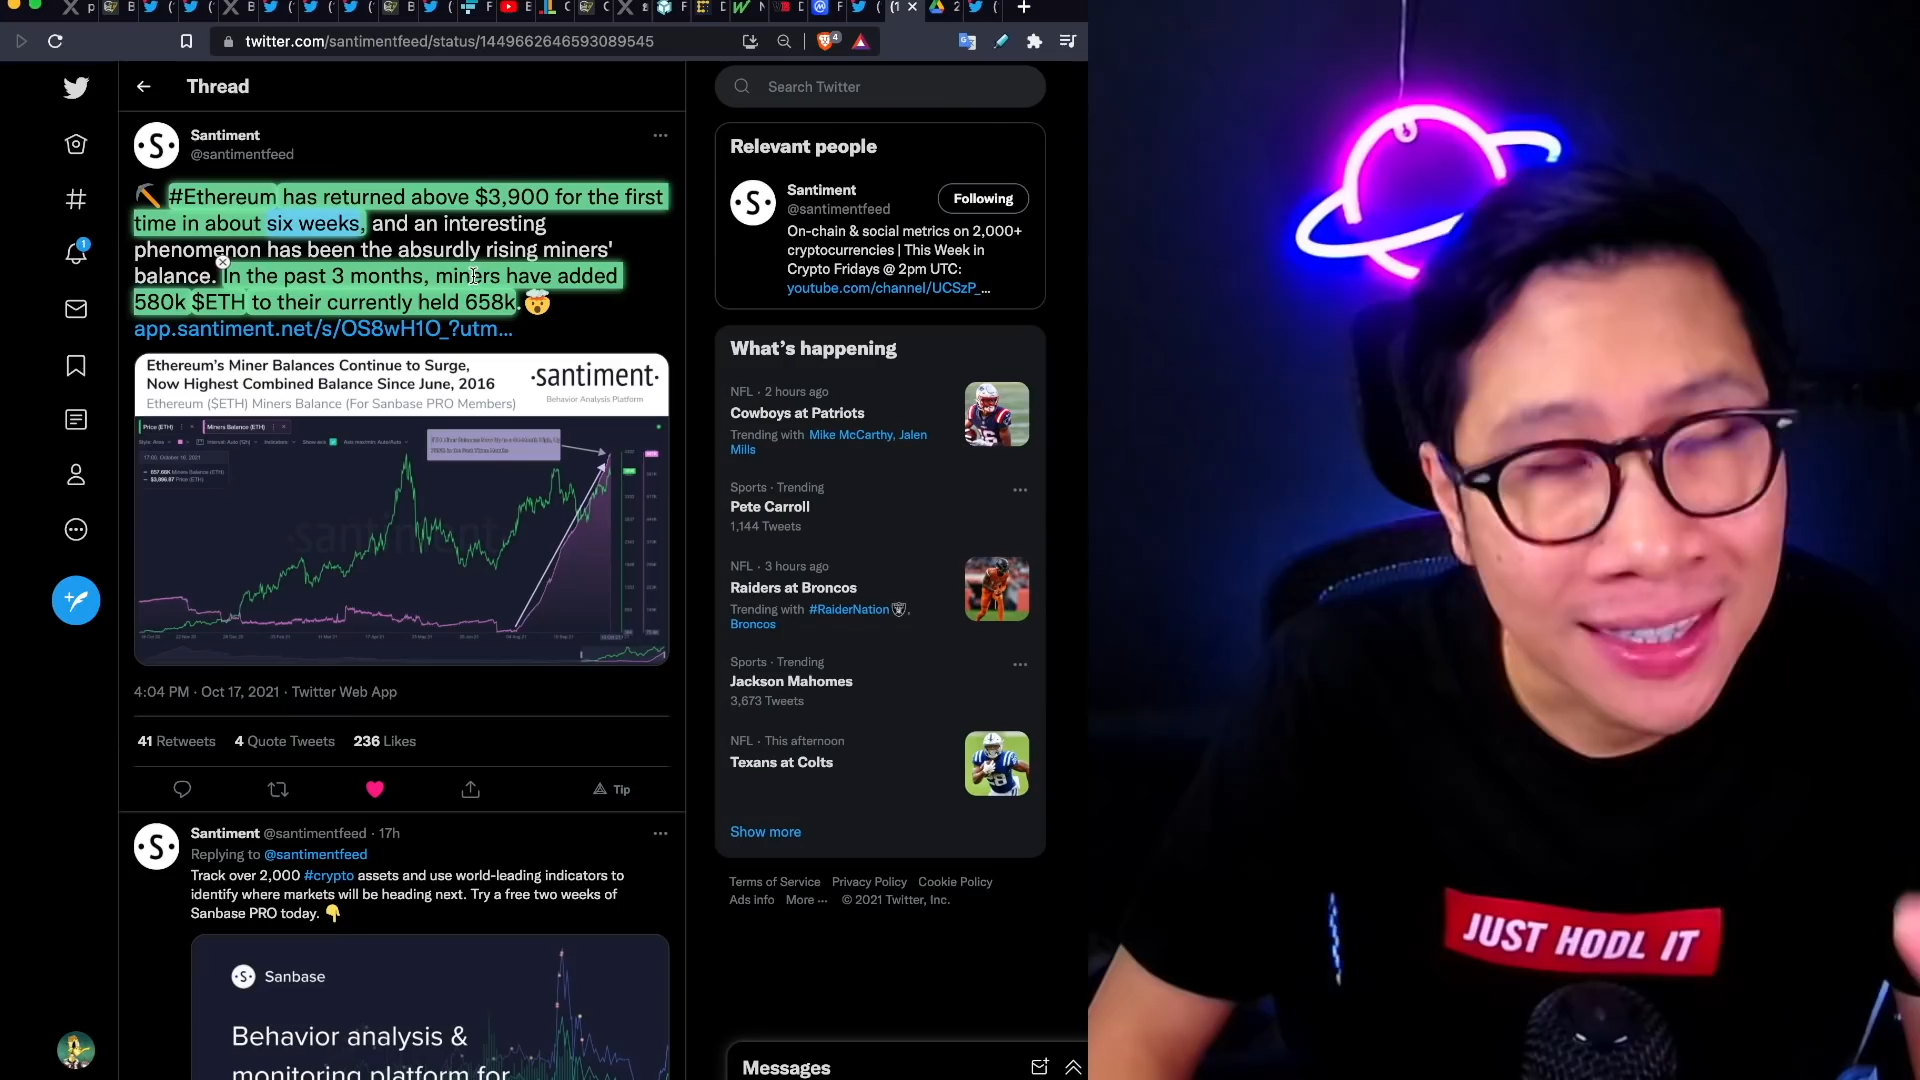 twitter.com/santimentfeed/status/1449662646593089545
4
Thread
Santiment
@santimentfeed
#Ethereum has returned above $3,900 for the first
time in about six weeks, and an interesting
phenomenon has been the absurdly rising miners'
balance. In the past 3 months, miners have added
580k $ETH to their currently held 658k.
app.santiment.net/s/OS8wH1O_?utm...
Ethereum's Miner Balances Continue to Surge,
Now Highest Combined Balance Since June, 2016
Ethereum ($ETH) Miners Balance (For Sanbase PRO Members)
·santiment·
Behavior Analysis Platform
Price (ETH)
Miners Balance (ETH)
4:04 PM · Oct 17, 2021 · Twitter Web App
41 Retweets 4 Quote Tweets 236 Likes
Tip
Santiment @santimentfeed · 17h
Replying to @santimentfeed
Track over 2,000 #crypto assets and use world-leading indicators to
identify where markets will be heading next. Try a free two weeks of
Sanbase PRO today.
Sanbase
Behavior analysis &
monitoring platform for
Search Twitter
Relevant people
Santiment
@santimentfeed
Following
On-chain & social metrics on 2,000+
cryptocurrencies | This Week in
Crypto Fridays @ 2pm UTC:
youtube.com/channel/UCSzP_...
What's happening
NFL · 2 hours ago
Cowboys at Patriots
Trending with Mike McCarthy, Jalen
Mills
Sports · Trending
Pete Carroll
1,144 Tweets
NFL · 3 hours ago
Raiders at Broncos
Trending with #RaiderNation,
Broncos
Sports · Trending
Jackson Mahomes
3,673 Tweets
NFL · This afternoon
Texans at Colts
Show more
Terms of Service Privacy Policy Cookie Policy
Ads info More ··· © 2021 Twitter, Inc.
Messages
JUST HODL IT